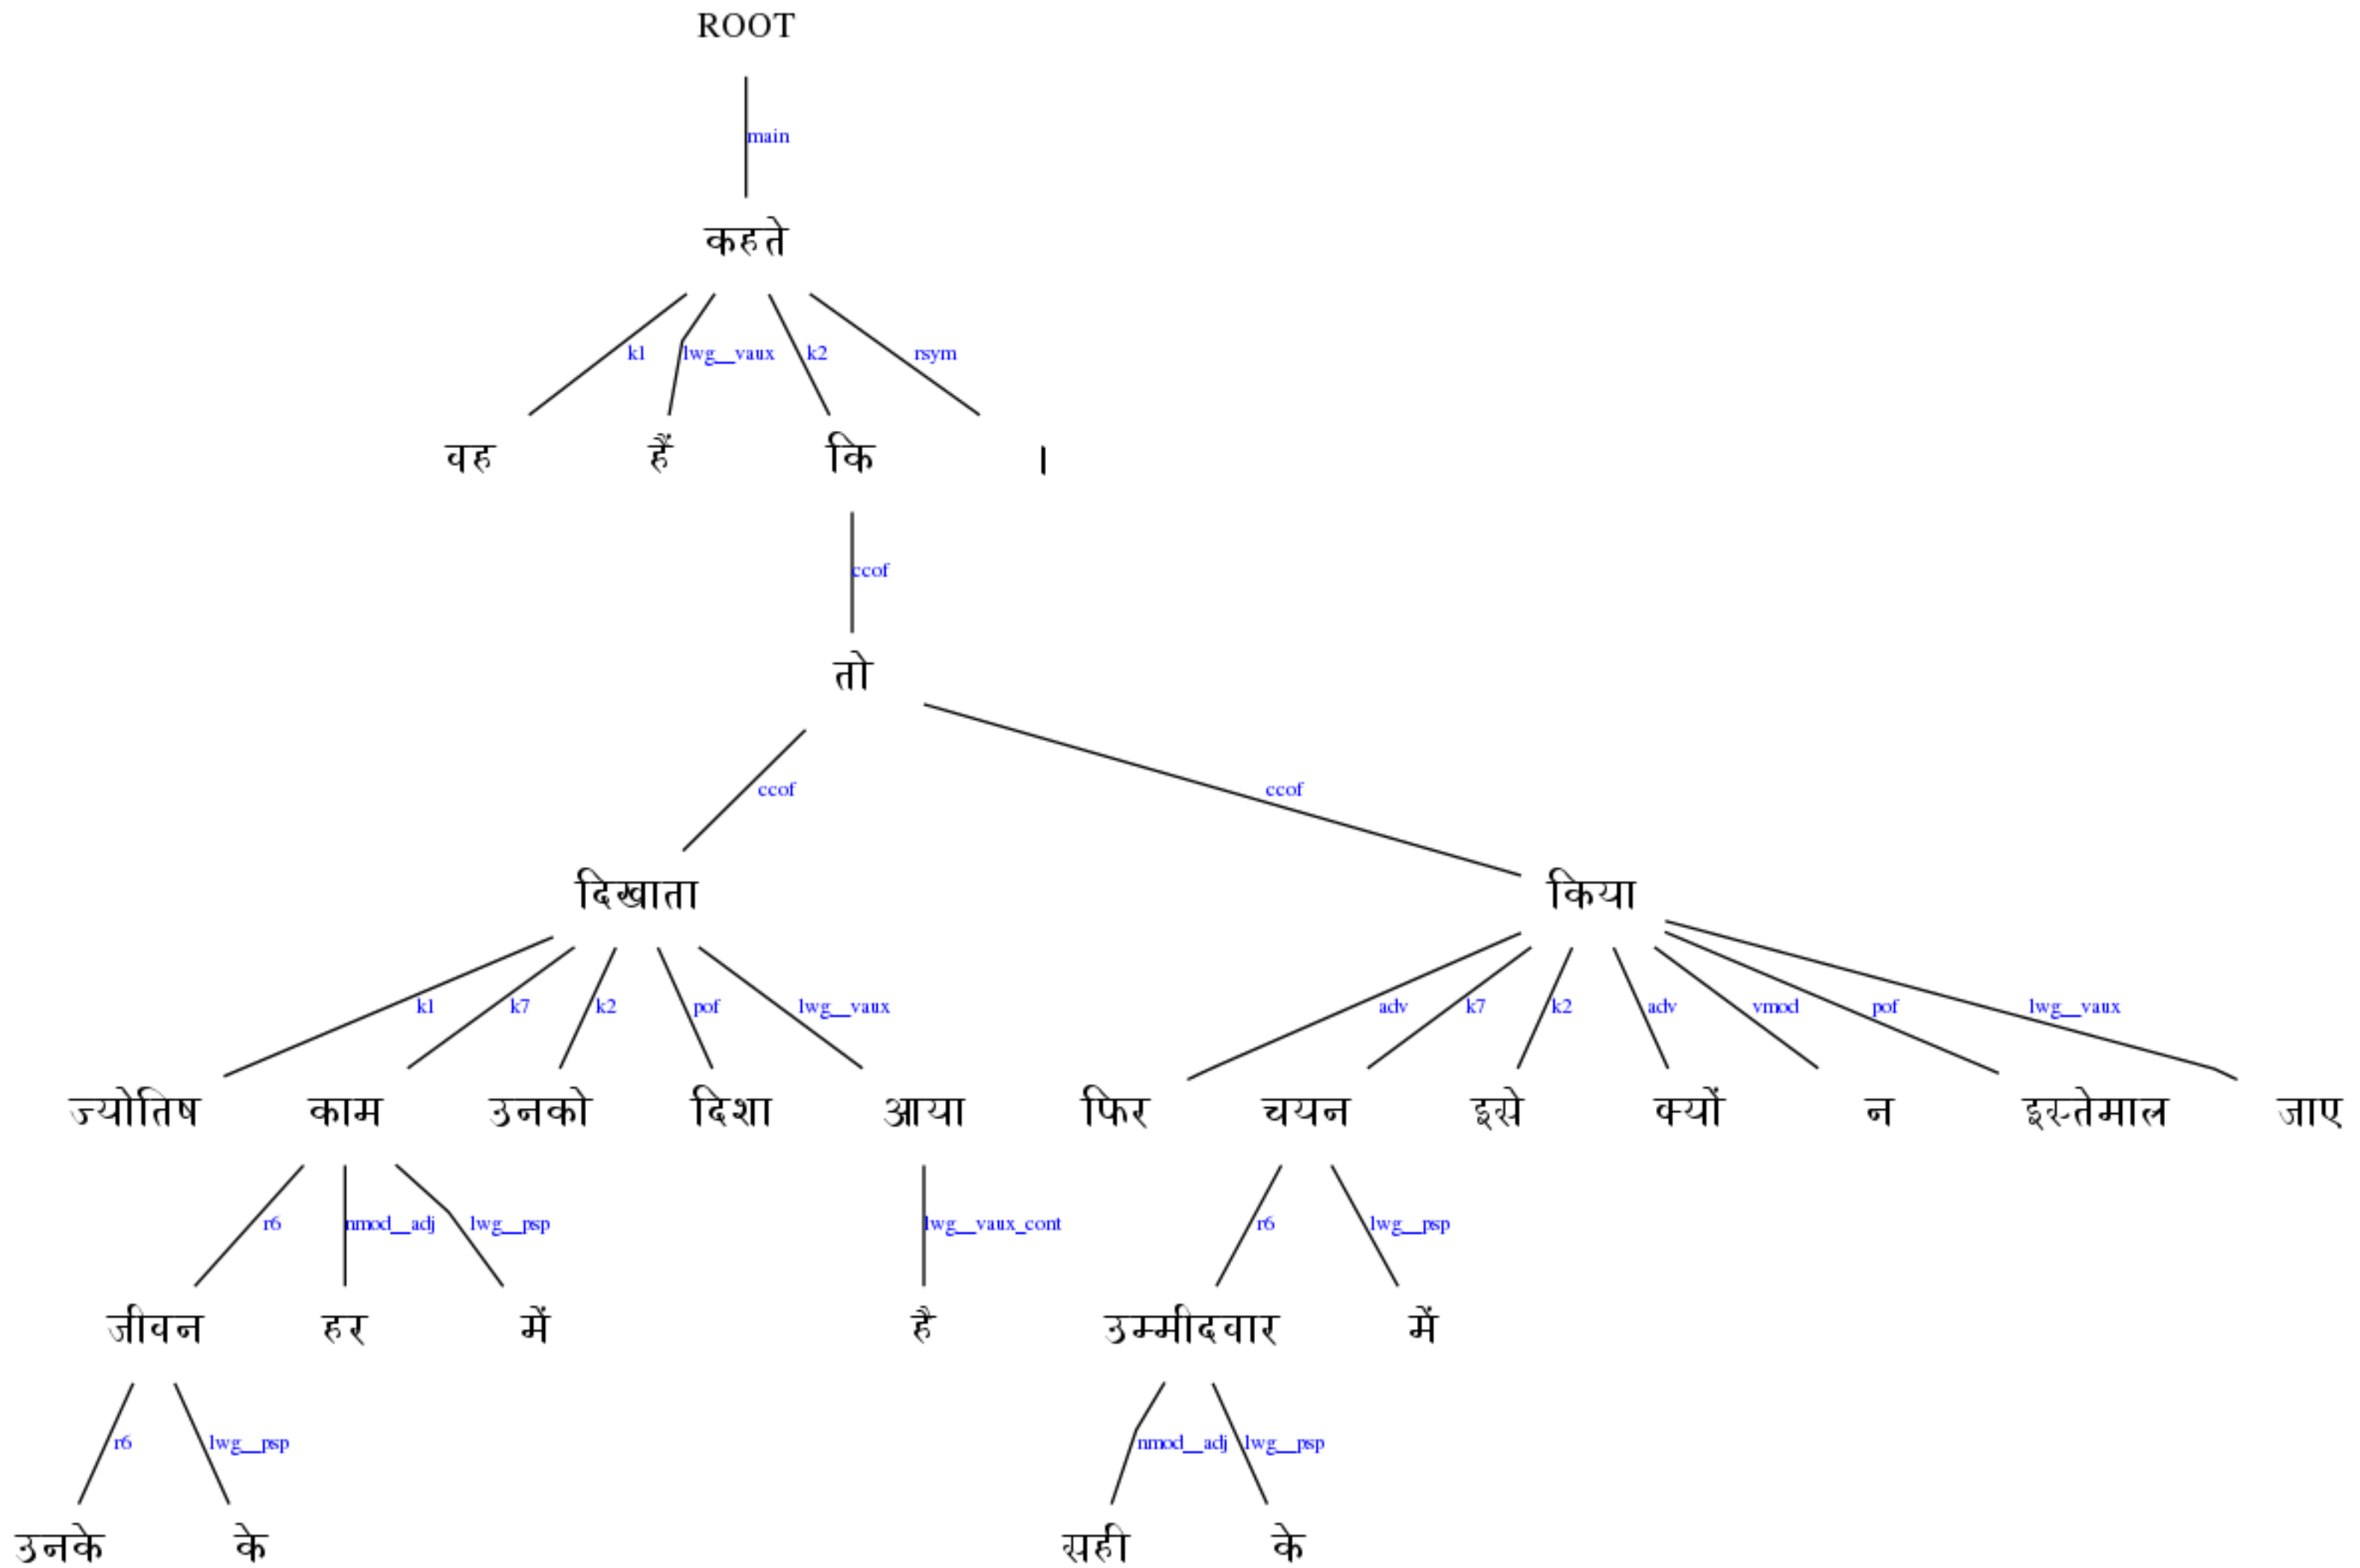 ROOT
main
कहते
k1 lwg__vaux k2 rsym
वह हैं कि ।
ccof
तो
ccof ccof
दिखाता किया
k1 k7 k2 pof lwg__vaux adv k7 k2 adv vmod pof lwg__vaux
ज्योतिष काम उनको दिशा आया फिर चयन इसे क्यों न इस्तेमाल जाए
r6 nmod__adj lwg__psp lwg__vaux_cont r6 lwg__psp
जीवन हर में है उम्मीदवार में
r6 lwg__psp nmod__adj lwg__psp
उनके के सही के